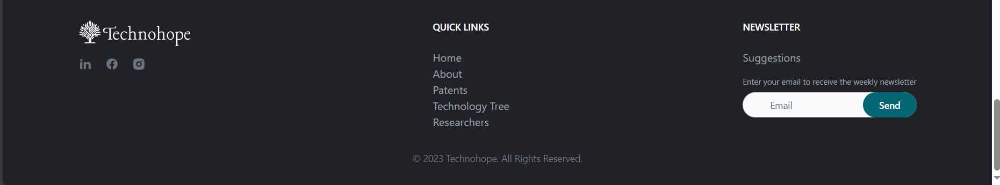 Technohope
QUICK LINKS
Home
About
Patents
Technology Tree
Researchers
NEWSLETTER
Suggestions
Enter your email to receive the weekly newsletter
Email
Send
© 2023 Technohope. All Rights Reserved.